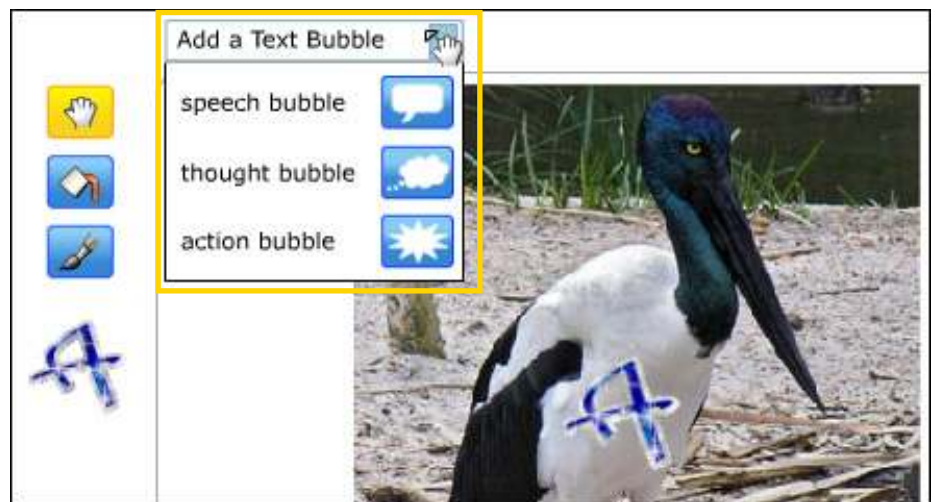 Add a Text Bubble
speech bubble
thought bubble
action bubble
A
A